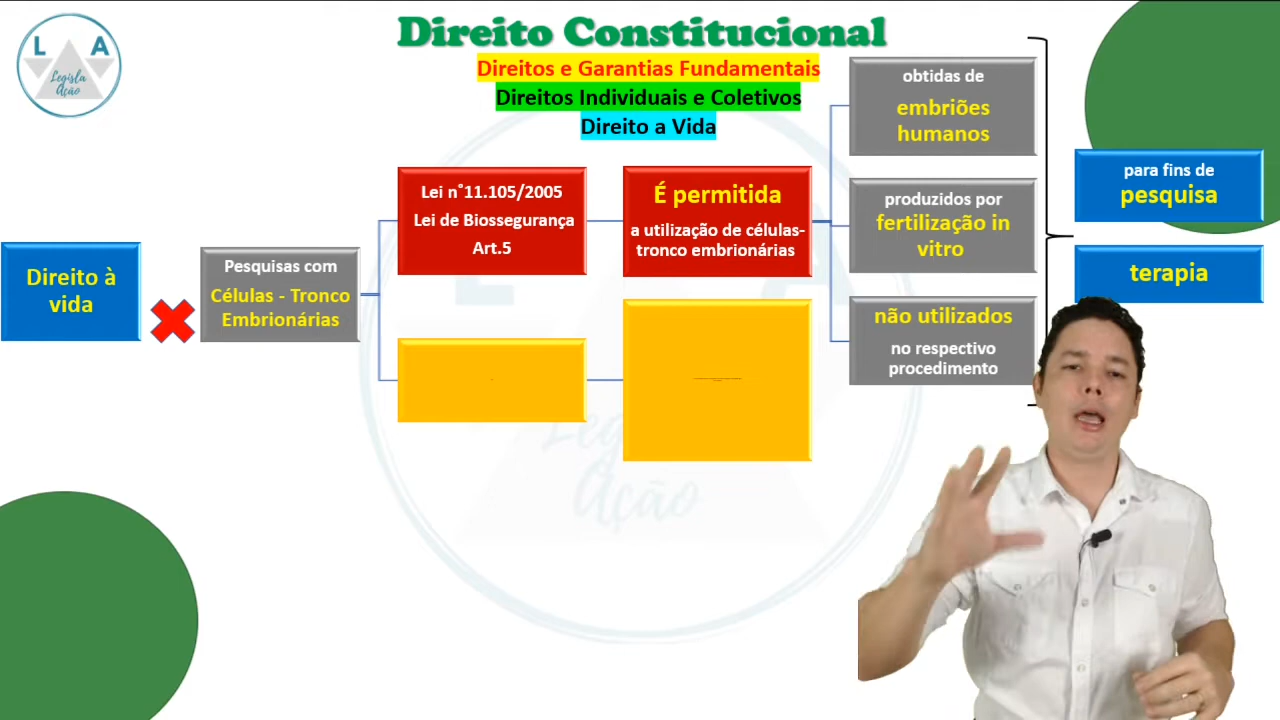 L A
Legisla
Ação
Direito Constitucional
Direitos e Garantias Fundamentais
Direitos Individuais e Coletivos
Direito a Vida
Direito à
vida
Pesquisas com
Células - Tronco
Embrionárias
Lei n°11.105/2005
Lei de Biossegurança
Art.5
É permitida
a utilização de células-
tronco embrionárias
obtidas de
embriões
humanos
produzidos por
fertilização in
vitro
não utilizados
no respectivo
procedimento
para fins de
pesquisa
terapia
L A
Legisla
Ação